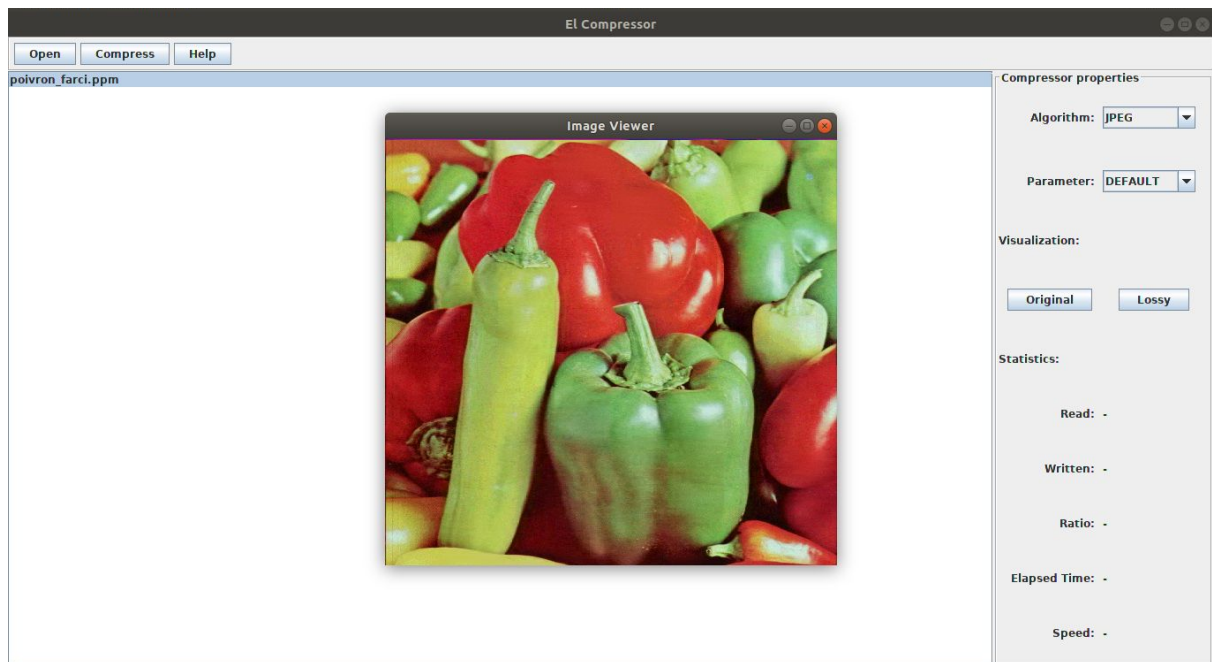 El Compressor
Open Compress Help
poivron_farci.ppm
Compressor properties
Image Viewer
Algorithm: JPEG
Parameter: DEFAULT
Visualization:
Original Lossy
Statistics:
Read: -
Written: -
Ratio: -
Elapsed Time: -
Speed: -